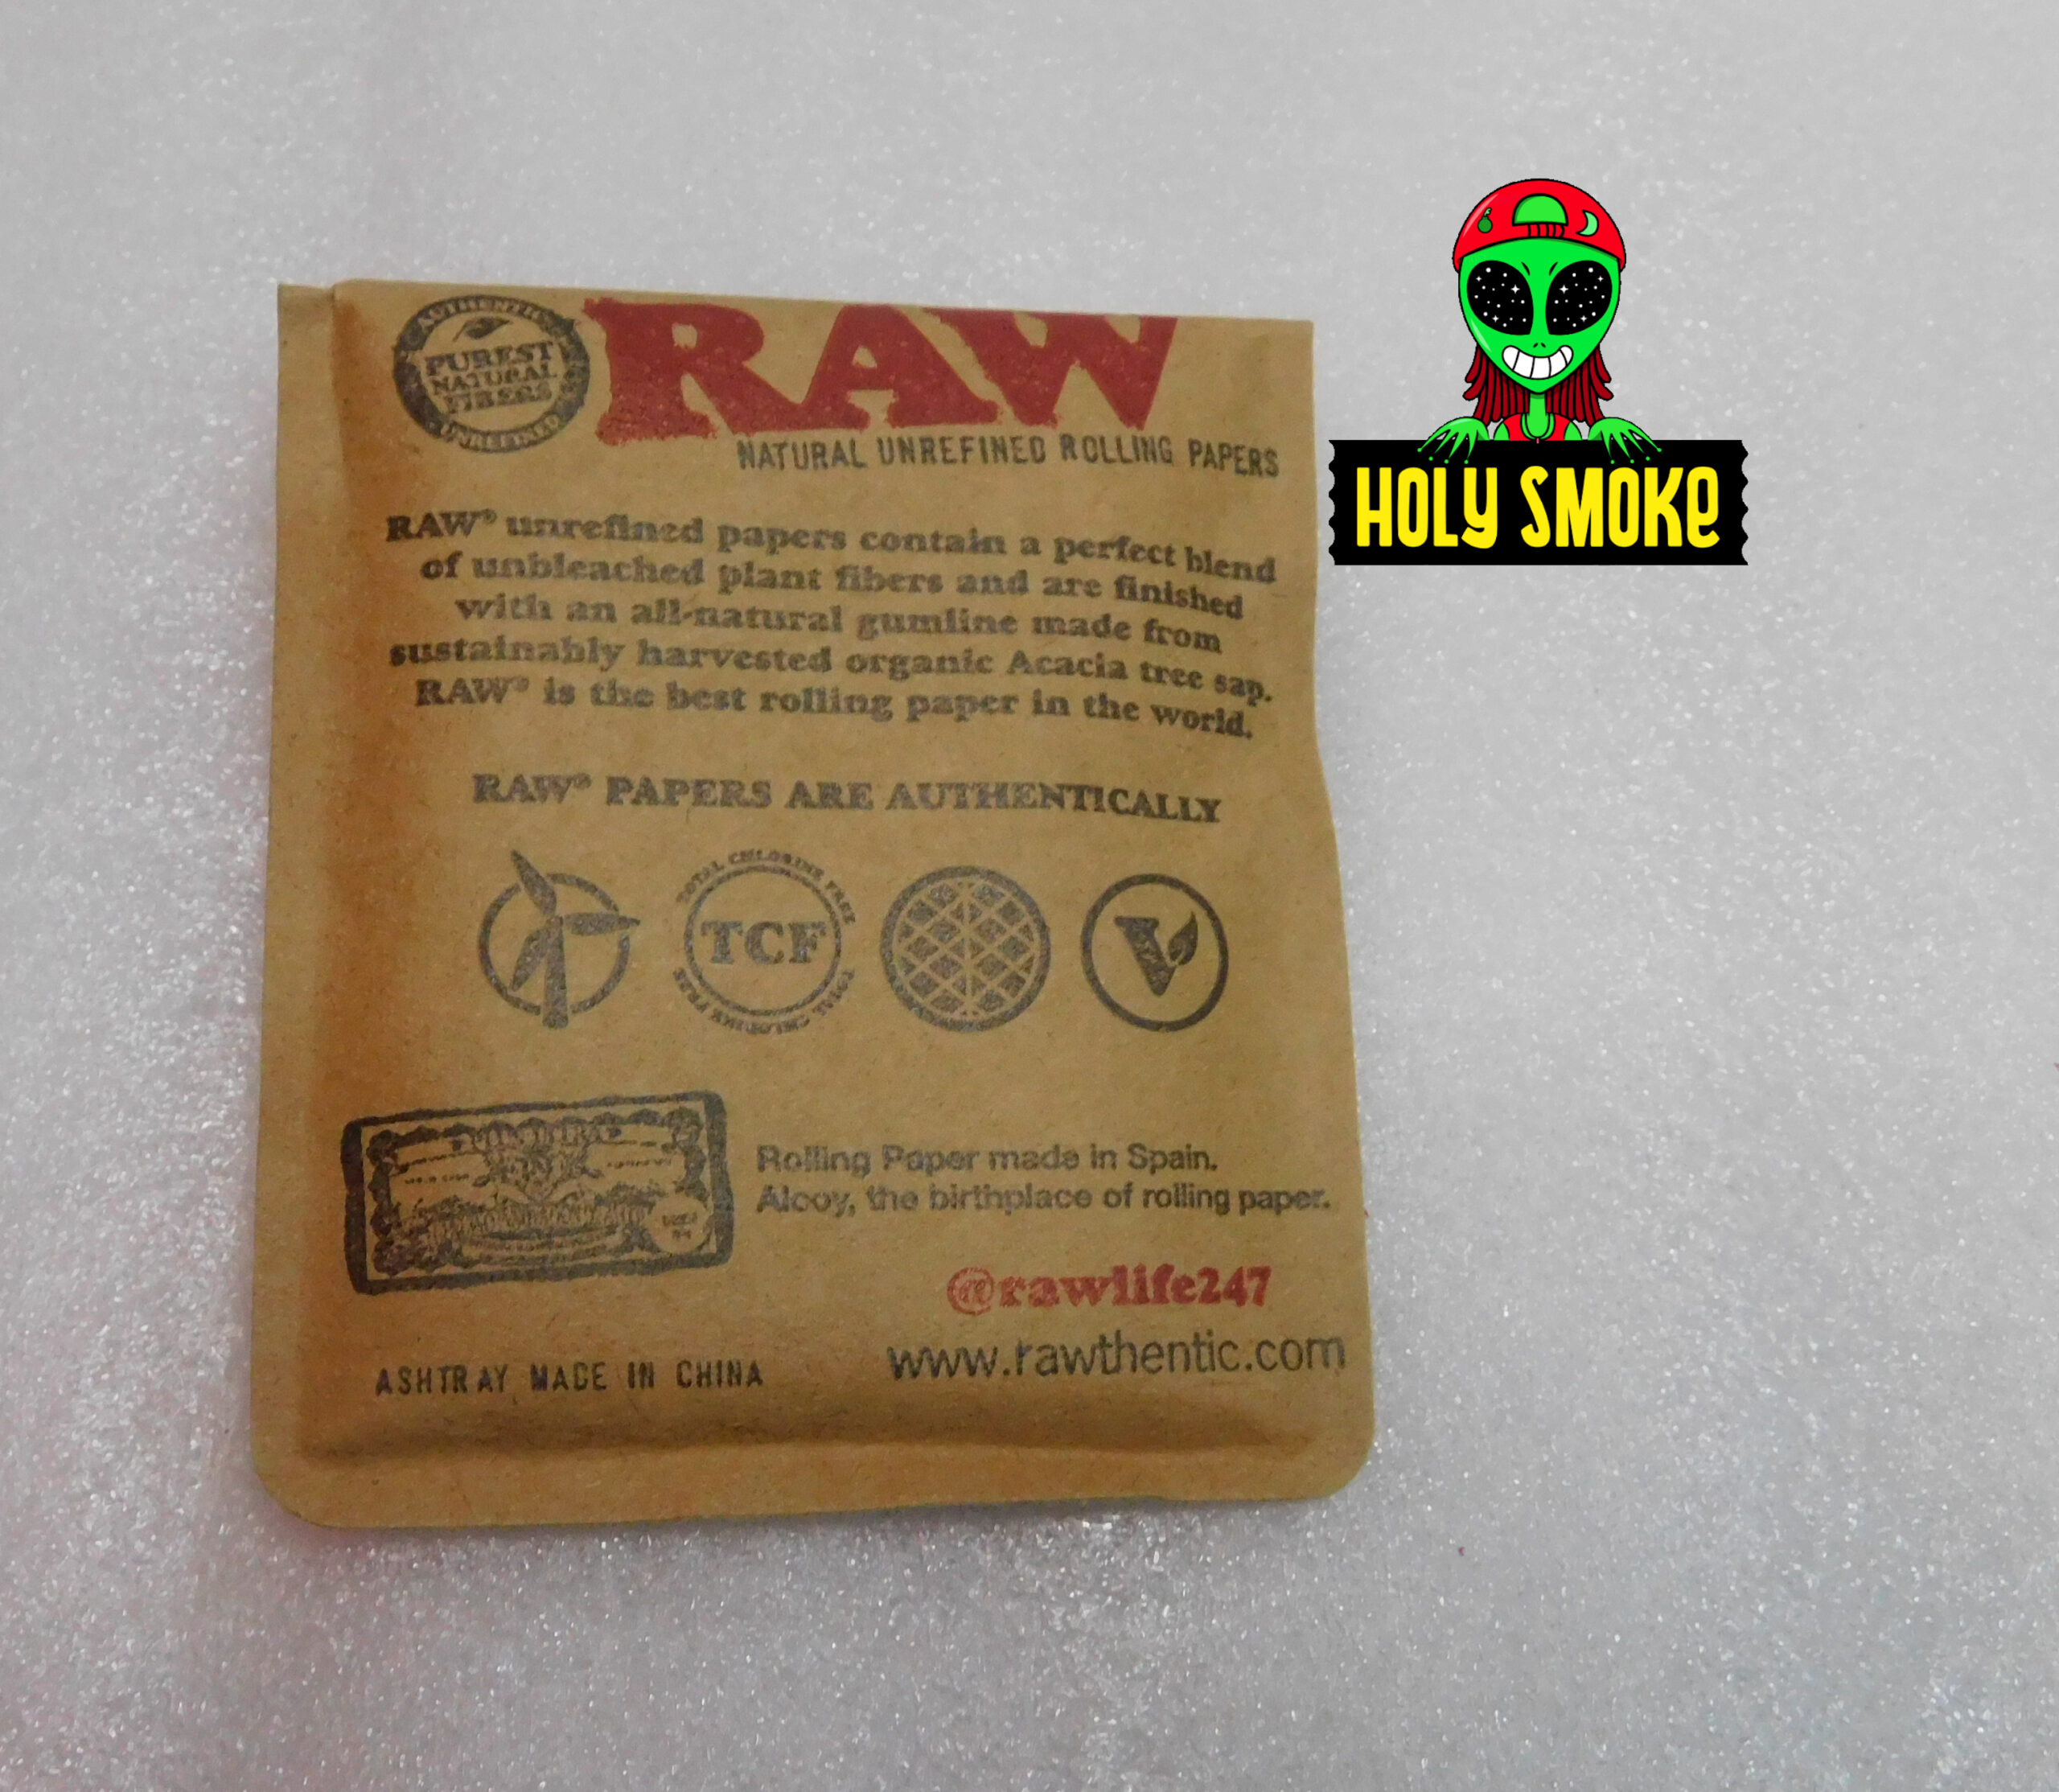 AUTHENTIC
PUREST
NATURAL
FIBERS
UNREFINED
RAW
NATURAL UNREFINED ROLLING PAPERS
HOLY SMOKE
RAW® unrefined papers contain a perfect blend
of unbleached plant fibers and are finished
with an all-natural gumline made from
sustainably harvested organic Acacia tree sap.
RAW® is the best rolling paper in the world.
RAW® PAPERS ARE AUTHENTICALLY
TOTAL CHLORINE FREE
TCF
TOTAL CHLORINE FREE
V
Rolling Paper made in Spain.
Alcoy, the birthplace of rolling paper.
@rawlife247
www.rawthentic.com
ASHTRAY MADE IN CHINA